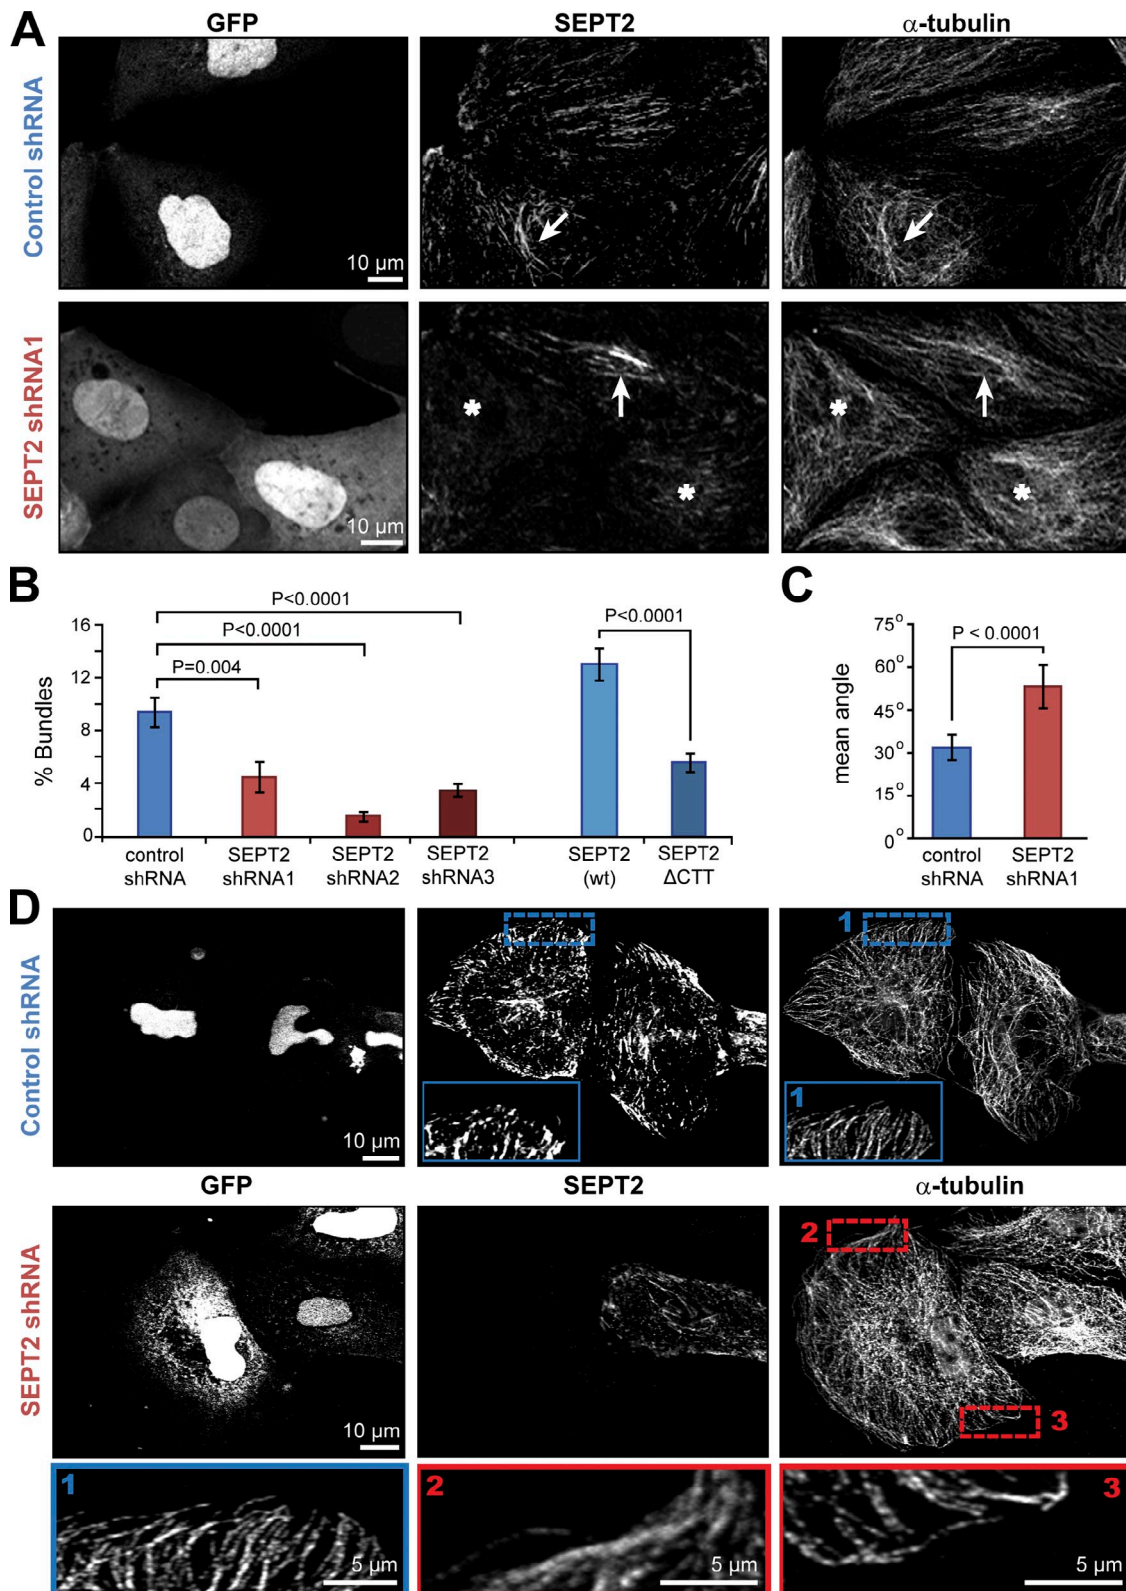 A
GFP
SEPT2
α-tubulin
Control shRNA
10 µm
SEPT2 shRNA1
*
*
*
*
10 µm
B
% Bundles
16
12
8
4
0
P<0.0001
P<0.0001
P=0.004
P<0.0001
control
shRNA
SEPT2
shRNA1
SEPT2
shRNA2
SEPT2
shRNA3
SEPT2
(wt)
SEPT2
ΔCTT
C
mean angle
75°
60°
45°
30°
15°
0°
P < 0.0001
control
shRNA
SEPT2
shRNA1
D
Control shRNA
10 µm
1
1
GFP
SEPT2
α-tubulin
SEPT2 shRNA
10 µm
2
3
1
5 µm
2
5 µm
3
5 µm